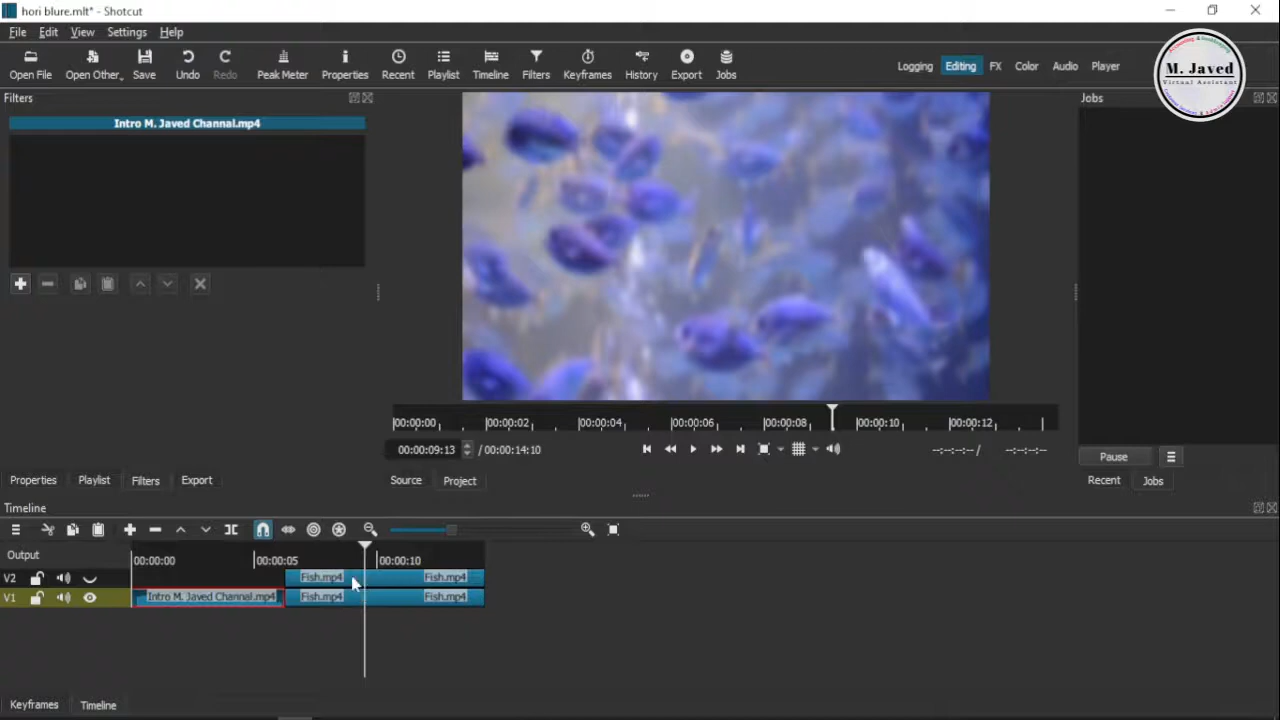 hori blure.mlt* - Shotcut
File Edit View Settings Help
Open File Open Other.. Save Undo Redo Peak Meter Properties Recent Playlist Timeline Filters Keyframes History Export Jobs
Logging Editing FX Color Audio Player
M. Javed
Virtual Assistant
Filters
Jobs
Intro M. Javed Channal.mp4
00:00:00 00:00:02 00:00:04 00:00:06 00:00:08 00:00:10 00:00:12
00:00:09:13 / 00:00:14:10
--:--:--:-- / --:--:--:--
Pause
Properties Playlist Filters Export
Source Project
Recent Jobs
Timeline
Output
00:00:00 00:00:05 00:00:10
V2 Fish.mp4 Fish.mp4
V1 Intro M. Javed Channal.mp4 Fish.mp4 Fish.mp4
Keyframes Timeline